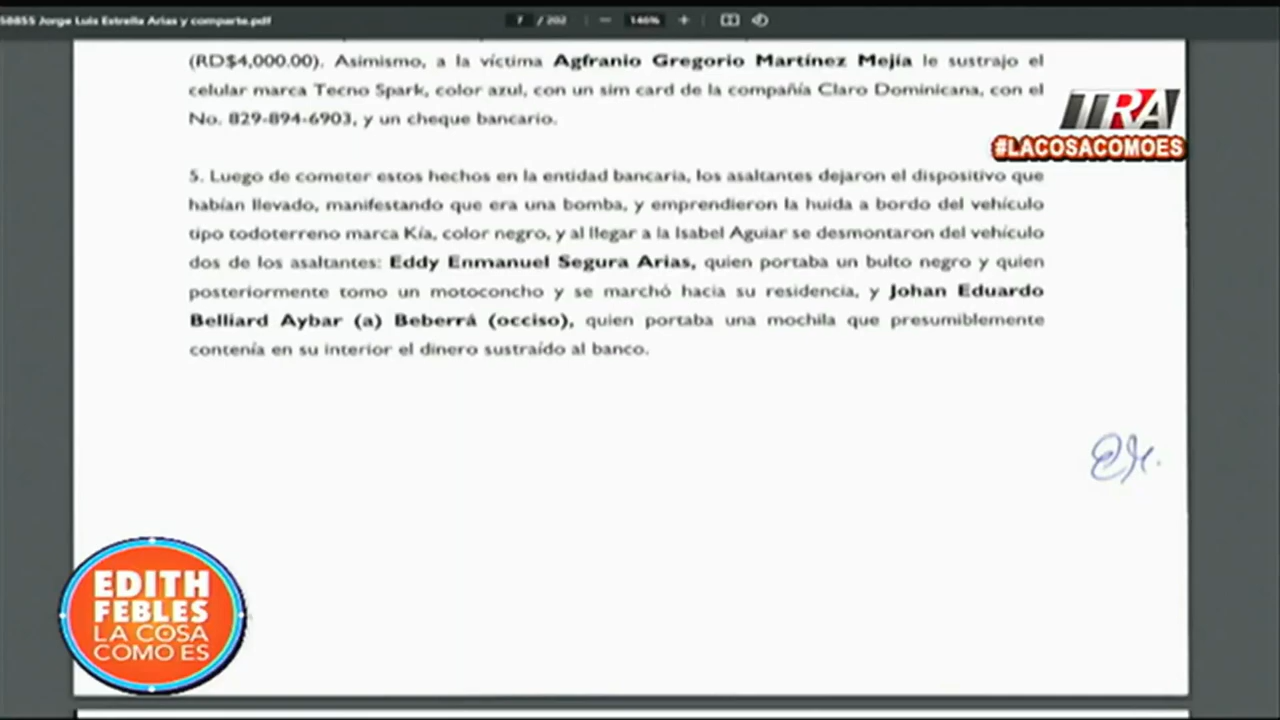 58855 Jorge Luis Estrella Arias y comparte.pdf
7 / 202
146%
(RD$4,000.00). Asimismo, a la víctima Agfranio Gregorio Martínez Mejía le sustrajo el
celular marca Tecno Spark, color azul, con un sim card de la compañía Claro Dominicana, con el
No. 829-894-6903, y un cheque bancario.
TRA
#LACOSACOMOES
5. Luego de cometer estos hechos en la entidad bancaria, los asaltantes dejaron el dispositivo que
habían llevado, manifestando que era una bomba, y emprendieron la huida a bordo del vehículo
tipo todoterreno marca Kía, color negro, y al llegar a la Isabel Aguiar se desmontaron del vehículo
dos de los asaltantes: Eddy Enmanuel Segura Arias, quien portaba un bulto negro y quien
posteriormente tomo un motoconcho y se marchó hacia su residencia, y Johan Eduardo
Belliard Aybar (a) Beberrá (occiso), quien portaba una mochila que presumiblemente
contenía en su interior el dinero sustraído al banco.
EDITH
FEBLES
LA COSA
COMO ES